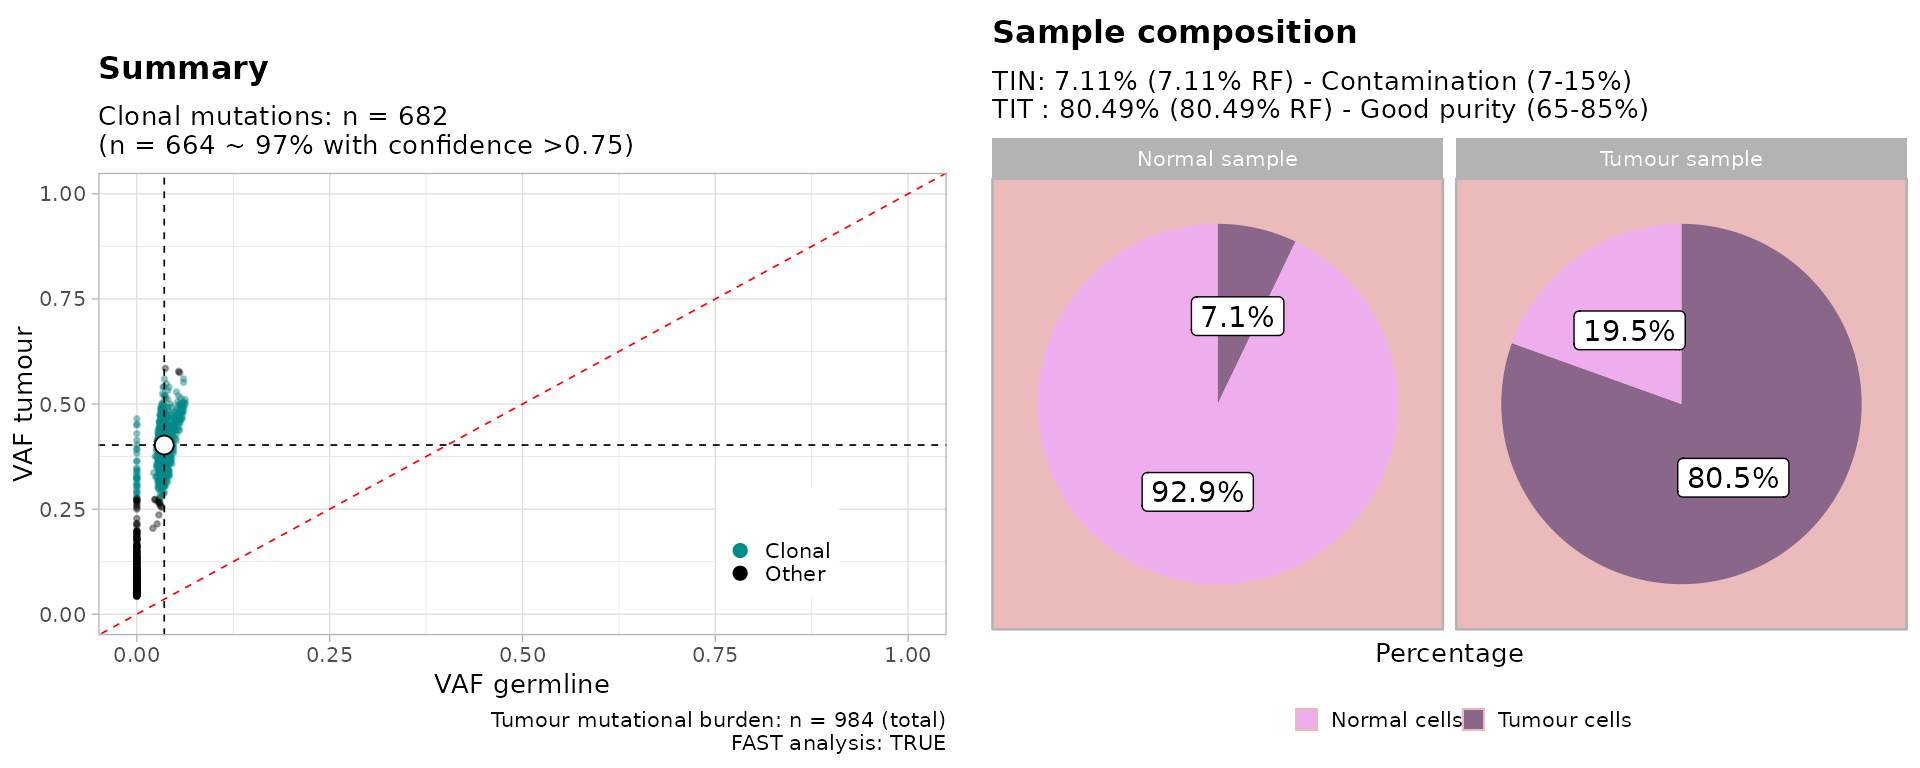 Summary
Clonal mutations: n = 682
(n = 664 ~ 97% with confidence >0.75)
1.00
0.75
0.50
0.25
0.00
VAF tumour
0.00
0.25
0.50
0.75
1.00
VAF germline
Clonal
Other
Tumour mutational burden: n = 984 (total)
FAST analysis: TRUE
Sample composition
TIN: 7.11% (7.11% RF) - Contamination (7-15%)
TIT : 80.49% (80.49% RF) - Good purity (65-85%)
Normal sample
7.1%
92.9%
Tumour sample
19.5%
80.5%
Percentage
Normal cells
Tumour cells